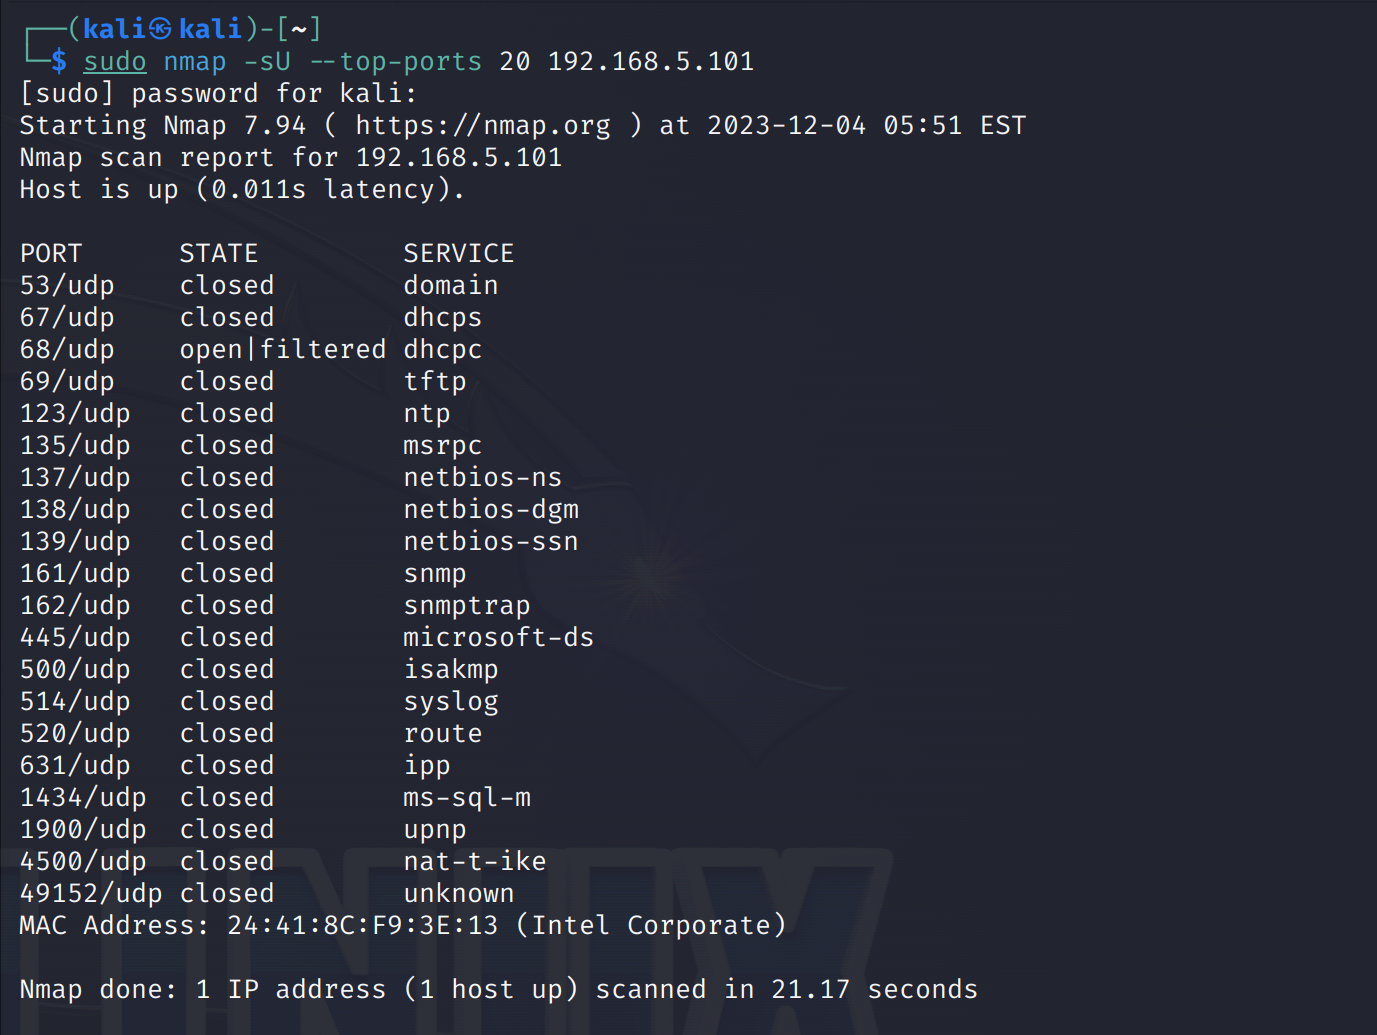 ┌──(kali㉿kali)-[~]
└─$ sudo nmap -sU --top-ports 20 192.168.5.101
[sudo] password for kali:
Starting Nmap 7.94 ( https://nmap.org ) at 2023-12-04 05:51 EST
Nmap scan report for 192.168.5.101
Host is up (0.011s latency).

PORT      STATE         SERVICE
53/udp    closed        domain
67/udp    closed        dhcps
68/udp    open|filtered dhcpc
69/udp    closed        tftp
123/udp   closed        ntp
135/udp   closed        msrpc
137/udp   closed        netbios-ns
138/udp   closed        netbios-dgm
139/udp   closed        netbios-ssn
161/udp   closed        snmp
162/udp   closed        snmptrap
445/udp   closed        microsoft-ds
500/udp   closed        isakmp
514/udp   closed        syslog
520/udp   closed        route
631/udp   closed        ipp
1434/udp  closed        ms-sql-m
1900/udp  closed        upnp
4500/udp  closed        nat-t-ike
49152/udp closed        unknown
MAC Address: 24:41:8C:F9:3E:13 (Intel Corporate)

Nmap done: 1 IP address (1 host up) scanned in 21.17 seconds